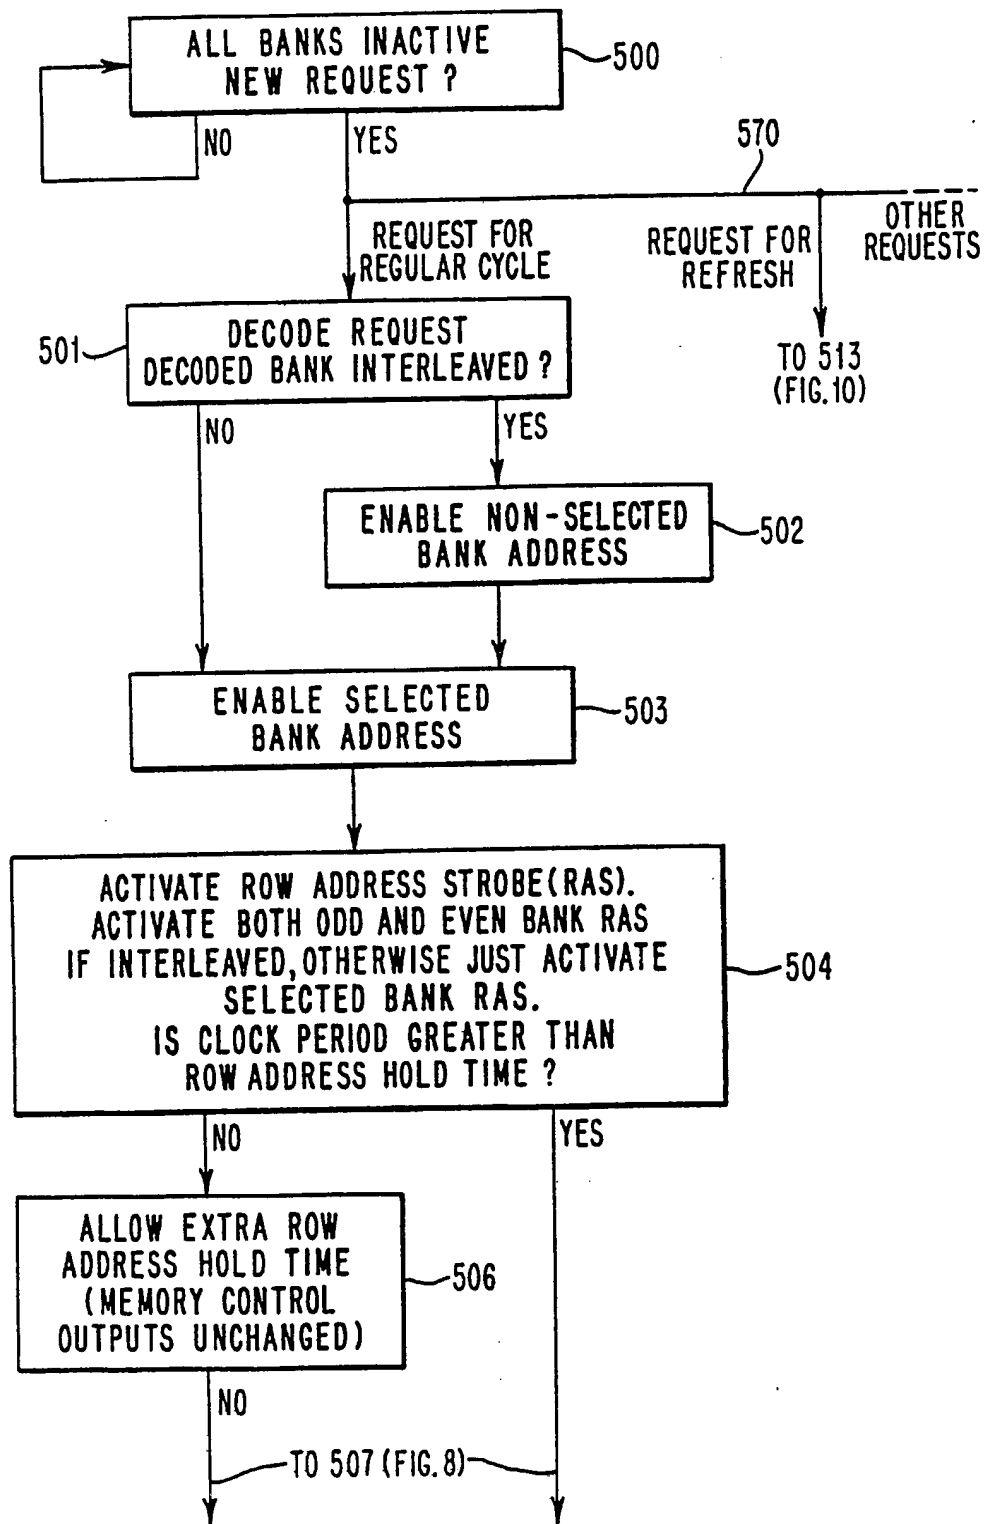 ALL BANKS INACTIVE
NEW REQUEST ?
500
NO
YES
570
REQUEST FOR
REGULAR CYCLE
REQUEST FOR
REFRESH
OTHER
REQUESTS
501
DECODE REQUEST
DECODED BANK INTERLEAVED ?
TO 513
(FIG. 10)
NO
YES
ENABLE NON-SELECTED
BANK ADDRESS
502
ENABLE SELECTED
BANK ADDRESS
503
ACTIVATE ROW ADDRESS STROBE(RAS).
ACTIVATE BOTH ODD AND EVEN BANK RAS
IF INTERLEAVED, OTHERWISE JUST ACTIVATE
SELECTED BANK RAS.
IS CLOCK PERIOD GREATER THAN
ROW ADDRESS HOLD TIME ?
504
NO
YES
ALLOW EXTRA ROW
ADDRESS HOLD TIME
(MEMORY CONTROL
OUTPUTS UNCHANGED)
506
NO
TO 507 (FIG. 8)